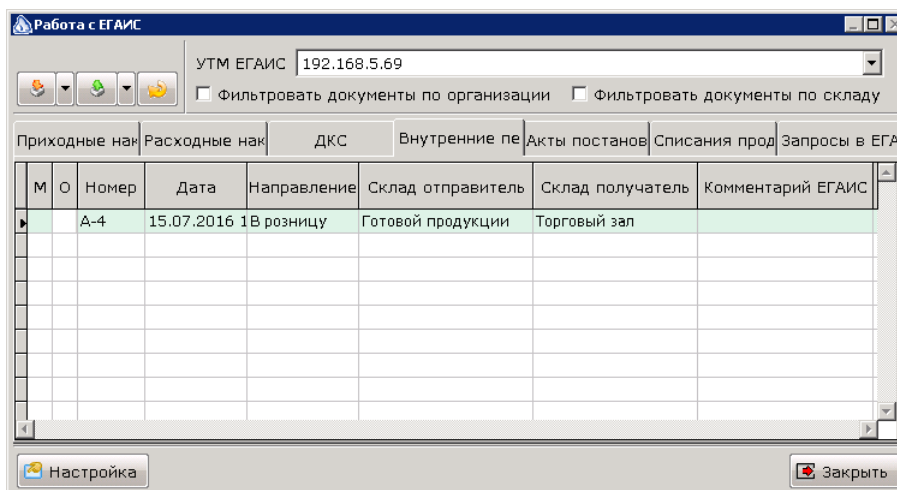 Работа с ЕГАИС
УТМ ЕГАИС 192.168.5.69
Фильтровать документы по организации Фильтровать документы по складу
Приходные нак Расходные нак ДКС Внутренние пе Акты постанов Списания прод Запросы в ЕГА
М О Номер Дата Направление Склад отправитель Склад получатель Комментарий ЕГАИС
А-4 15.07.2016 1 В розницу Готовой продукции Торговый зал
Настройка Закрыть